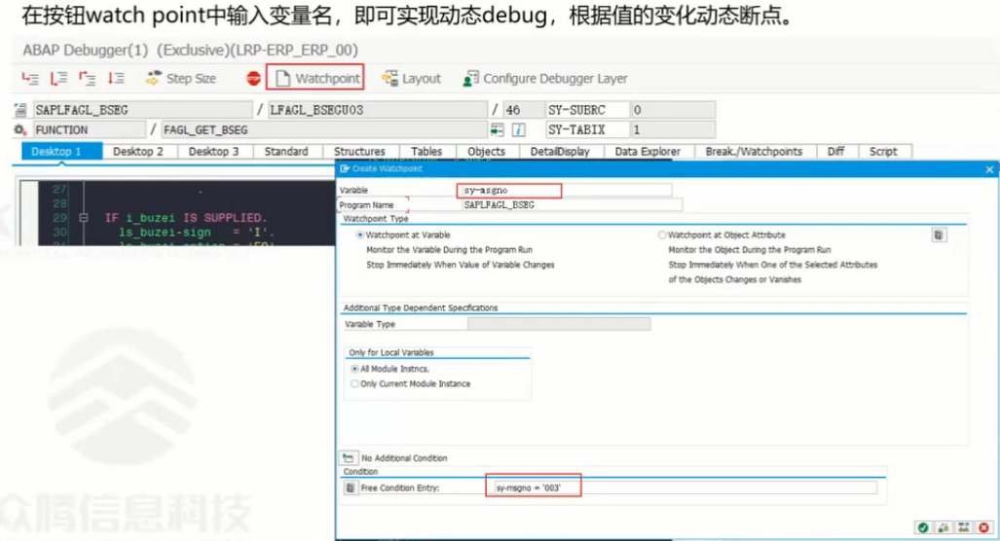 在按钮watch point中输入变量名，即可实现动态debug，根据值的变化动态断点。
ABAP Debugger(1) (Exclusive)(LRP-ERP_ERP_00)
Step Size Watchpoint Layout Configure Debugger Layer
SAPLFAGL_BSEG / LFAGL_BSEGU03 / 46 SY-SUBRC 0
FUNCTION / FAGL_GET_BSEG SY-TABIX 1
Desktop 1 Desktop 2 Desktop 3 Standard Structures Tables Objects DetailDisplay Data Explorer Break./Watchpoints Diff Script
27 .
28
29 IF i_buzei IS SUPPLIED.
30 ls_buzei-sign = 'I'.
Create Watchpoint
Variable sy-msgno
Program Name SAPLFAGL_BSEG
Watchpoint Type
Watchpoint at Variable Watchpoint at Object Attribute
Monitor the Variable During the Program Run Monitor the Object During the Program Run
Stop Immediately When Value of Variable Changes Stop Immediately When One of the Selected Attributes
of the Objects Changes or Vanishes
Additional Type Dependent Specifications
Variable Type
Only for Local Variables
All Module Instncs.
Only Current Module Instance
No Additional Condition
Condition
Free Condition Entry: sy-msgno = '003'
众腾信息科技